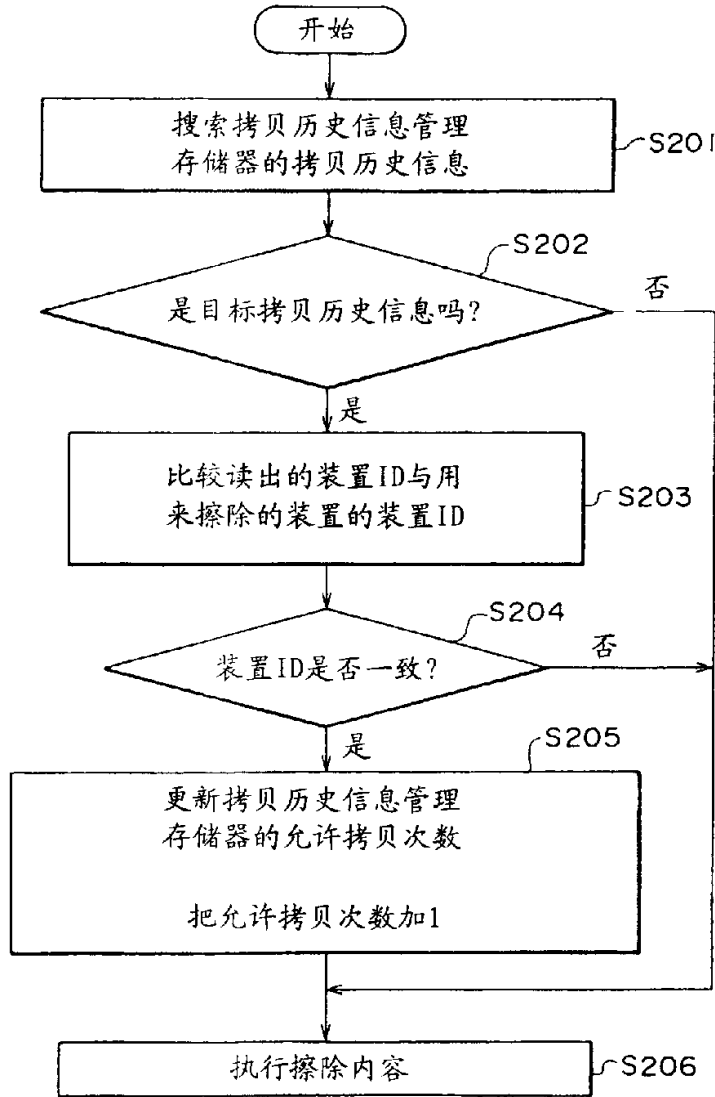 开始
搜索拷贝历史信息管理
存储器的拷贝历史信息
S201
S202
是目标拷贝历史信息吗?
否
是
比较读出的装置ID与用
来擦除的装置的装置ID
S203
S204
装置ID是否一致?
否
是
S205
更新拷贝历史信息管理
存储器的允许拷贝次数
把允许拷贝次数加1
执行擦除内容
S206